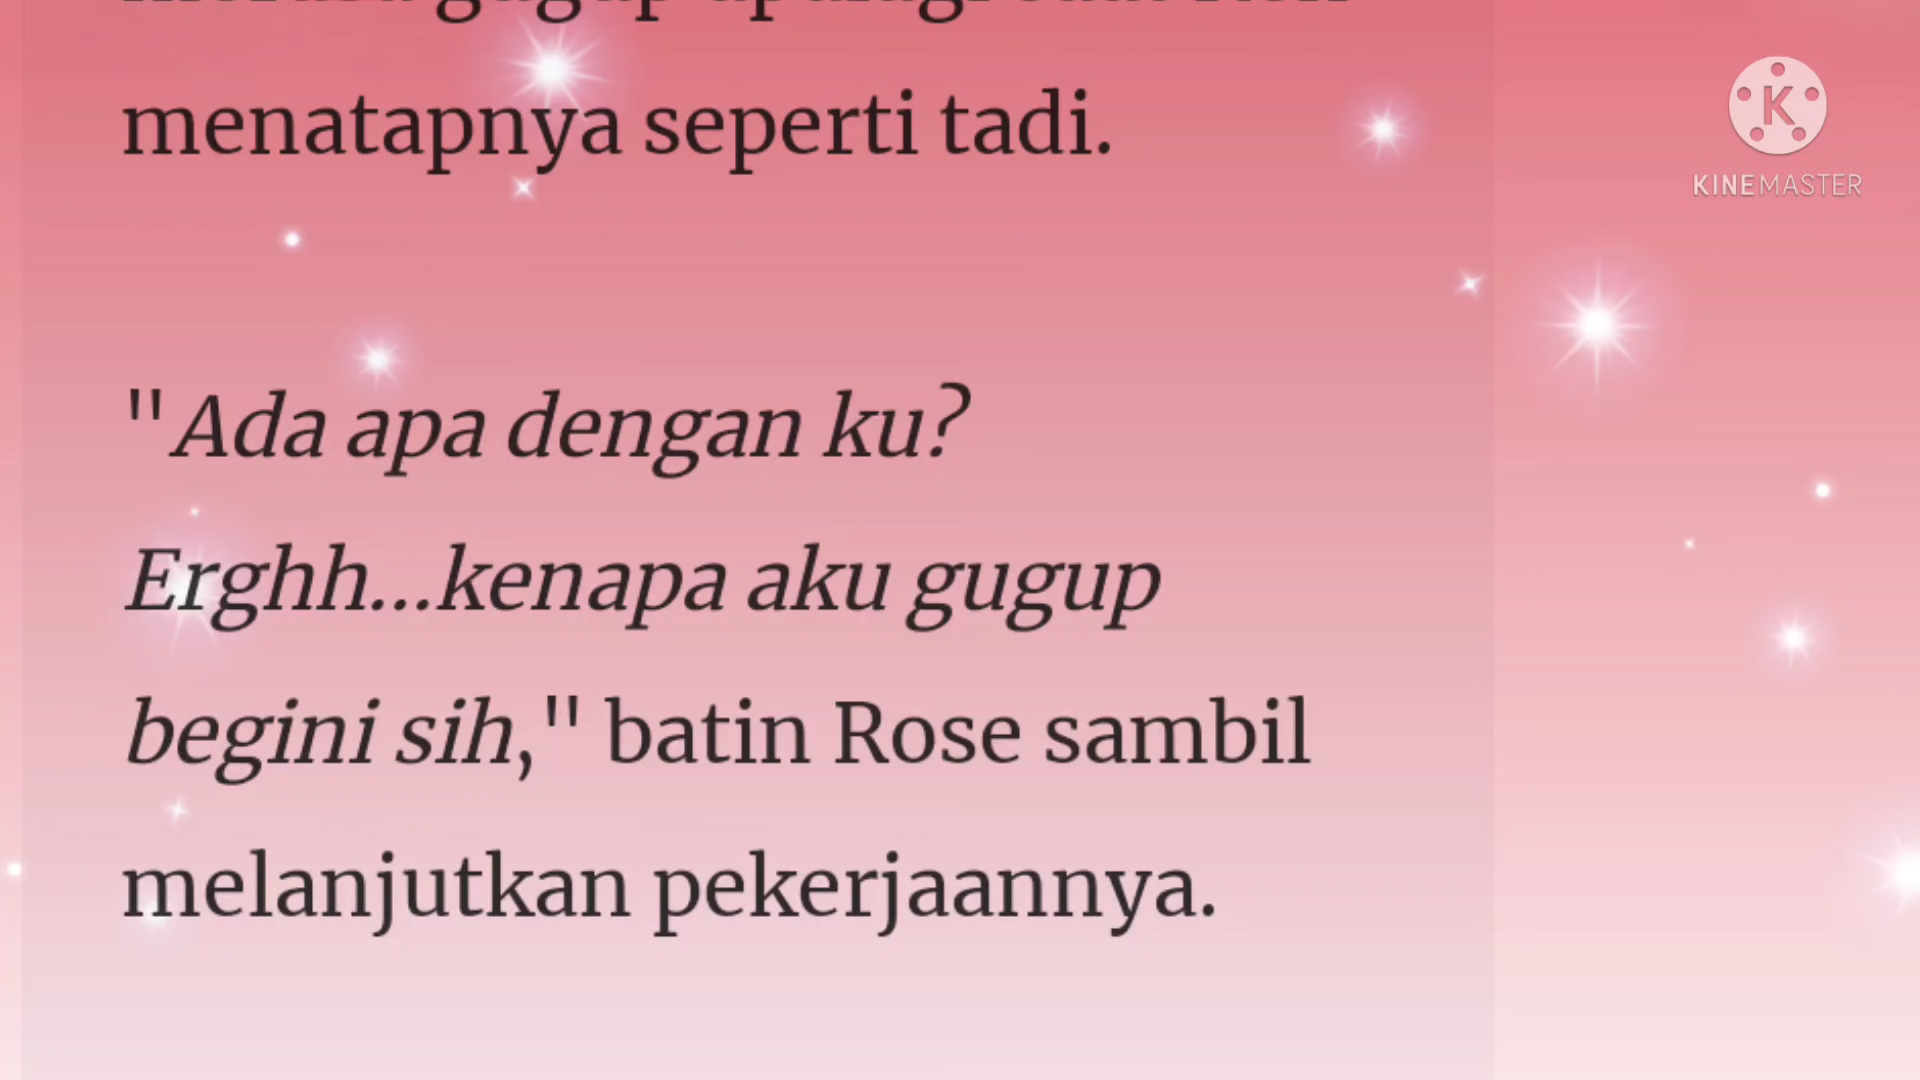 menatapnya seperti tadi.
"Ada apa dengan ku?
Erghh...kenapa aku gugup
begini sih," batin Rose sambil
melanjutkan pekerjaannya.
K
KINEMASTER